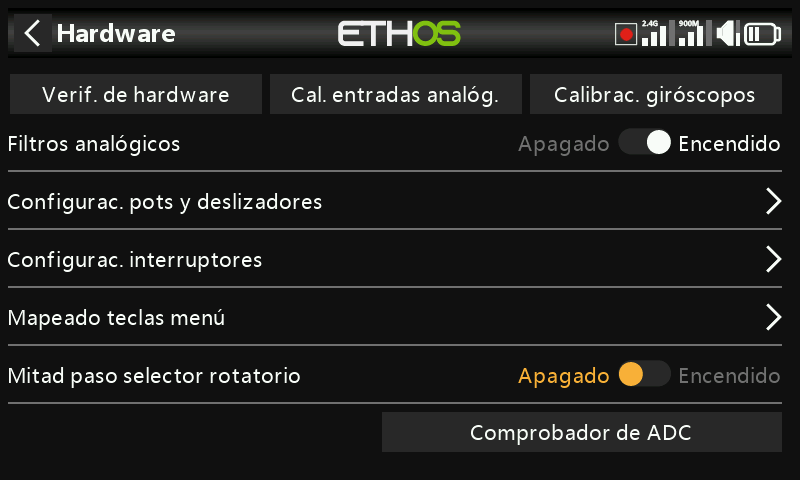 Hardware
ETHOS
2.4G
900M
Verif. de hardware
Cal. entradas analóg.
Calibrac. giróscopos
Filtros analógicos
Apagado
Encendido
Configurac. pots y deslizadores
Configurac. interruptores
Mapeado teclas menú
Mitad paso selector rotatorio
Apagado
Encendido
Comprobador de ADC